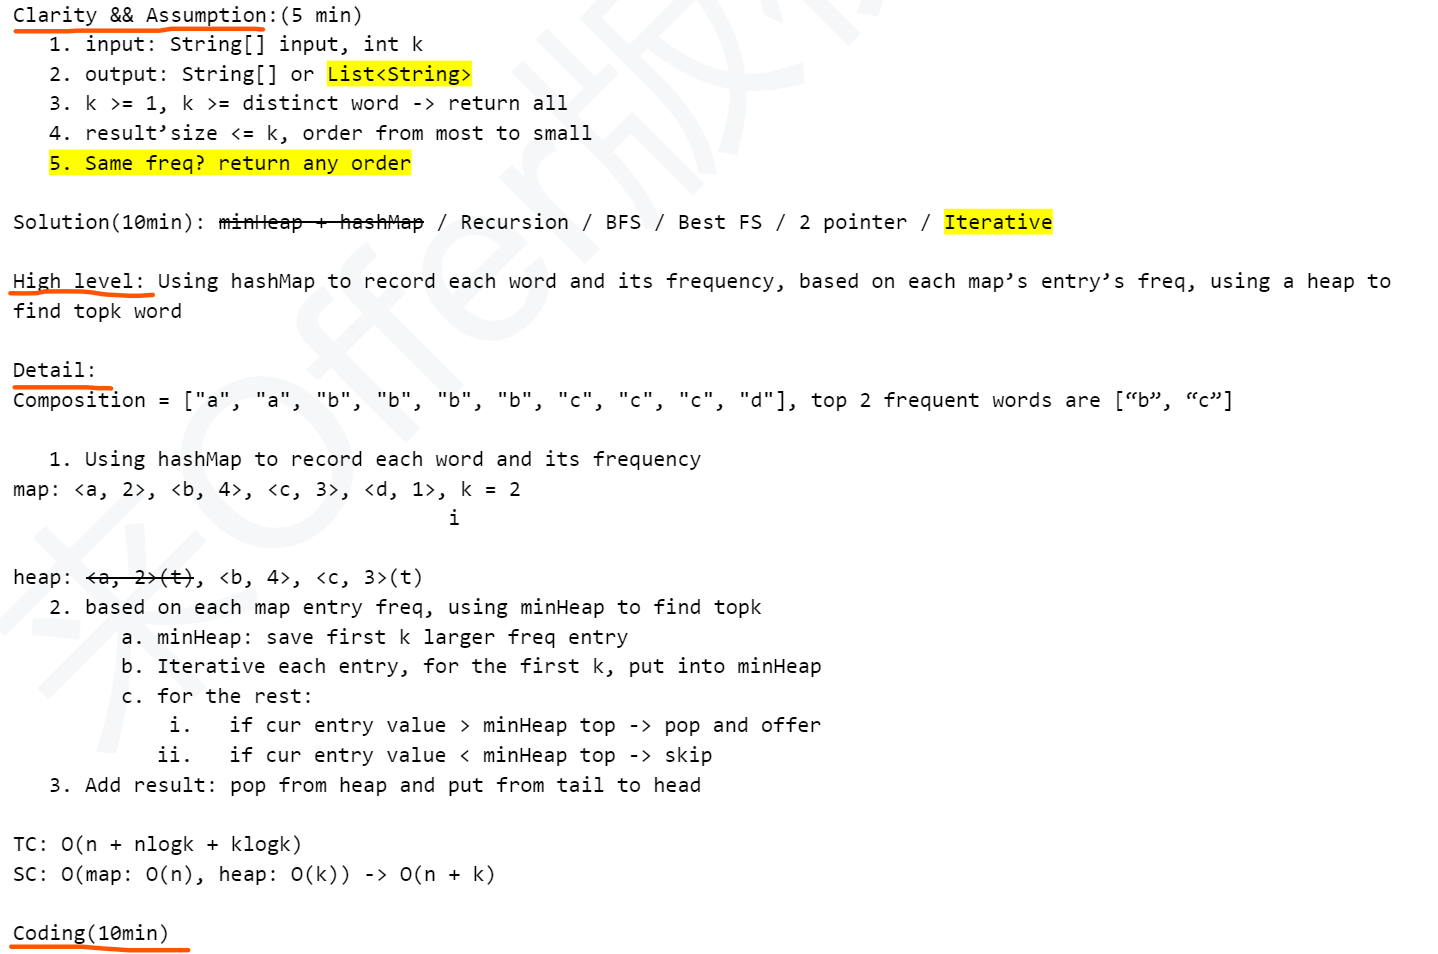 Clarity && Assumption:(5 min)
1. input: String[] input, int k
2. output: String[] or List<String>
3. k >= 1, k >= distinct word -> return all
4. result’size <= k, order from most to small
5. Same freq? return any order
Solution(10min): minHeap + hashMap / Recursion / BFS / Best FS / 2 pointer / Iterative
High level: Using hashMap to record each word and its frequency, based on each map’s entry’s freq, using a heap to
find topk word
Detail:
Composition = ["a", "a", "b", "b", "b", "b", "c", "c", "c", "d"], top 2 frequent words are [“b”, “c”]
1. Using hashMap to record each word and its frequency
map: <a, 2>, <b, 4>, <c, 3>, <d, 1>, k = 2
i
heap: <a, 2>(t), <b, 4>, <c, 3>(t)
2. based on each map entry freq, using minHeap to find topk
a. minHeap: save first k larger freq entry
b. Iterative each entry, for the first k, put into minHeap
c. for the rest:
i. if cur entry value > minHeap top -> pop and offer
ii. if cur entry value < minHeap top -> skip
3. Add result: pop from heap and put from tail to head
TC: O(n + nlogk + klogk)
SC: O(map: O(n), heap: O(k)) -> O(n + k)
Coding(10min)
来Offer版